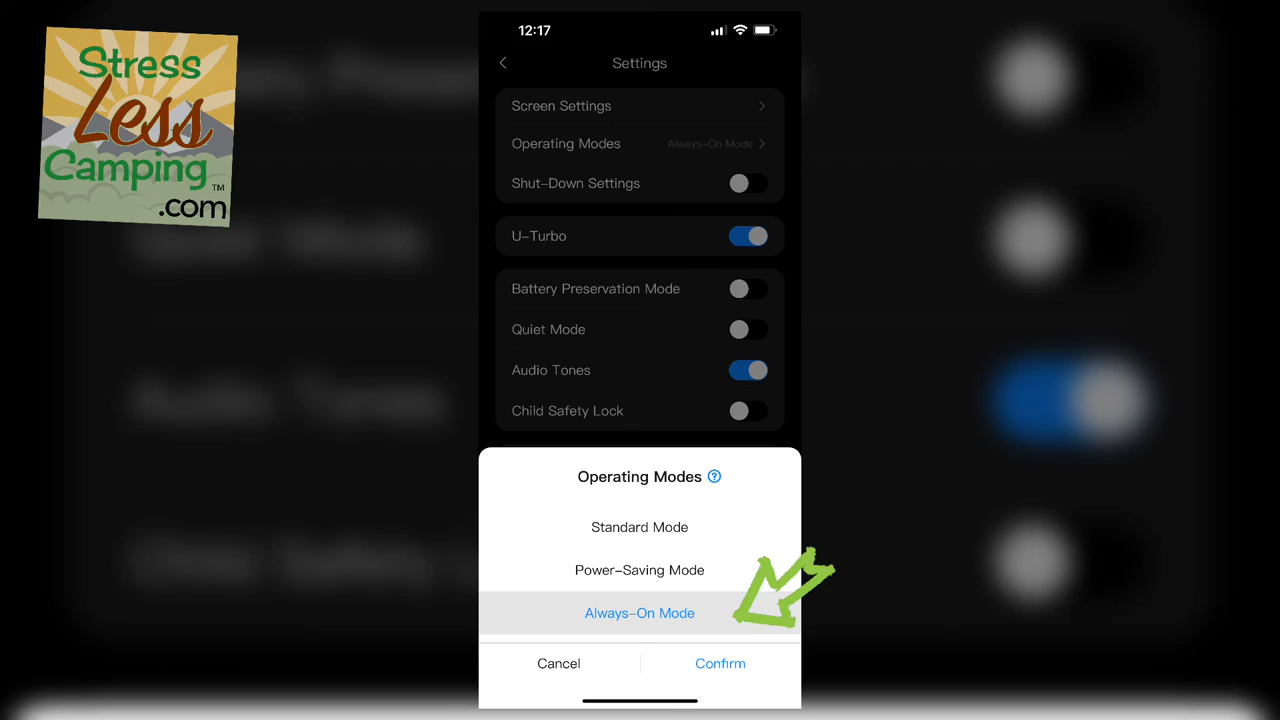 Stress
Less
Camping™
.com
12:17
Settings
Screen Settings
Operating Modes Always-On Mode
Shut-Down Settings
U-Turbo
Battery Preservation Mode
Quiet Mode
Audio Tones
Child Safety Lock
Operating Modes ?
Standard Mode
Power-Saving Mode
Always-On Mode
Cancel Confirm